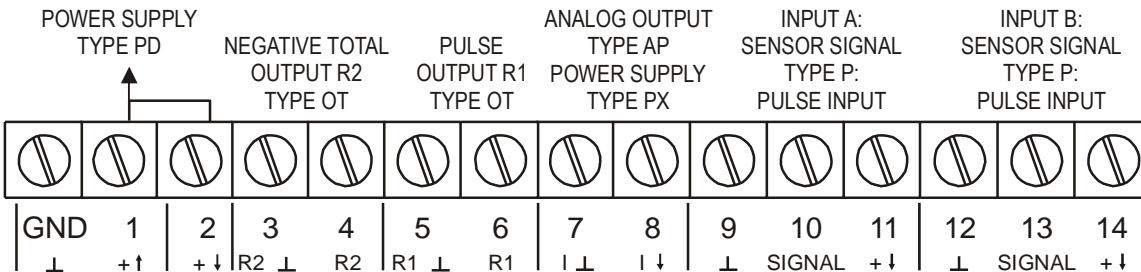 POWER SUPPLY
TYPE PD
NEGATIVE TOTAL
OUTPUT R2
TYPE OT
PULSE
OUTPUT R1
TYPE OT
ANALOG OUTPUT
TYPE AP
POWER SUPPLY
TYPE PX
INPUT A:
SENSOR SIGNAL
TYPE P:
PULSE INPUT
INPUT B:
SENSOR SIGNAL
TYPE P:
PULSE INPUT
GND 1 2 3 4 5 6 7 8 9 10 11 12 13 14
⊥ +↑ +↓ R2 ⊥ R2 R1 ⊥ R1 I ⊥ I ↓ ⊥ SIGNAL +↓ ⊥ SIGNAL +↓